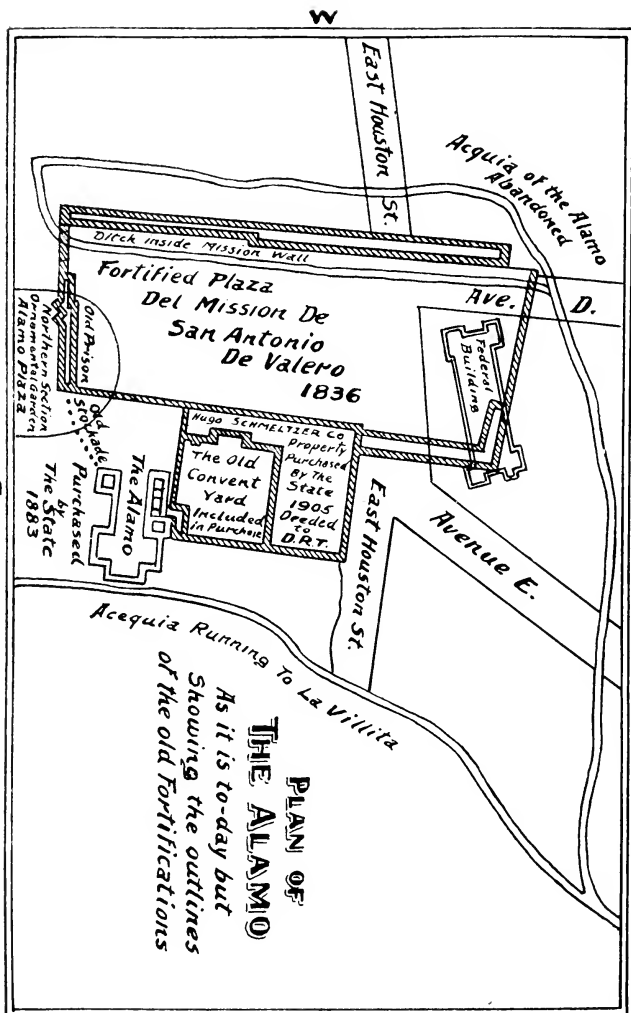 W
East Houston St.
Acquia of the Alamo
Abandoned
Ditch Inside Mission Wall
Fortified Plaza
Del Mission De
San Antonio
De Valero
1836
Ave. D.
Federal
Building
Old Prison
Northern Section
Ornamental Garden
Alamo Plaza
Old
Stockade
Hugo Schmeltzer Co
Property
Purchased
By The
State
1905
Deeded
to
D.R.T.
The Old
Convent
Yard
Included
in Purchase
The Alamo
Purchased
by
The State
1883
East Houston St.
Avenue E.
Acequia Running To La Villita
PLAN OF
THE ALAMO
As it is to-day but
Showing the outlines
of the old Fortifications